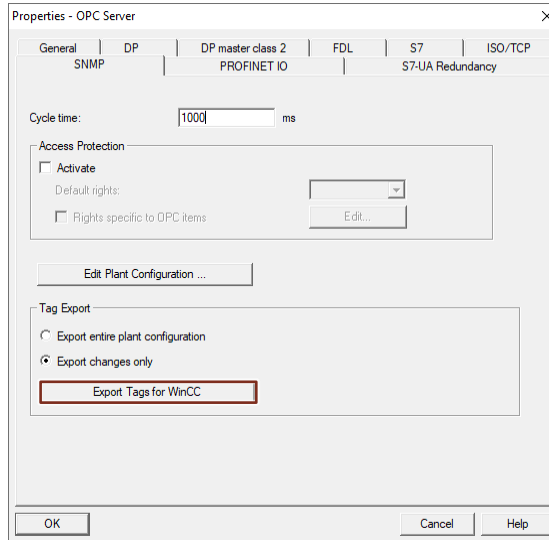 Properties - OPC Server
General DP DP master class 2 FDL S7 ISO/TCP
SNMP PROFINET IO S7-UA Redundancy
Cycle time: 1000 ms
Access Protection
Activate
Default rights:
Rights specific to OPC items Edit...
Edit Plant Configuration ...
Tag Export
Export entire plant configuration
Export changes only
Export Tags for WinCC
OK Cancel Help